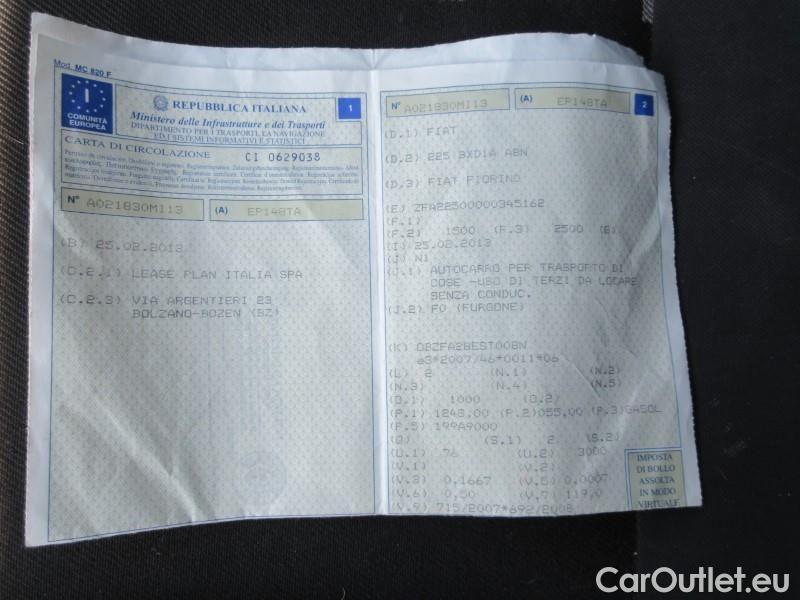 Mod. MC 820 F
I
COMUNITÀ
EUROPEA
REPUBBLICA ITALIANA
1
Ministero delle Infrastrutture e dei Trasporti
DIPARTIMENTO PER I TRASPORTI, LA NAVIGAZIONE
ED I SISTEMI INFORMATIVI E STATISTICI
CARTA DI CIRCOLAZIONE
CI 0629038
N° A021830MI13
(A) EP148TA
(B) 25.02.2013
(C.2.1) LEASE PLAN ITALIA SPA
(C.2.3) VIA ARGENTIERI 23
BOLZANO-BOZEN (BZ)
N° A021830MI13
(A) EP148TA
2
(D.1) FIAT
(D.2) 225 BXD1A ABN
(D.3) FIAT FIORINO
(E) ZFA22500000345162
(F.1)
(F.2) 1500 (F.3) 2500 (G)
(I) 25.02.2013
(J) N1
(J.1) AUTOCARRO PER TRASPORTO DI
COSE -USO DI TERZI DA LOCARE
SENZA CONDUC.
(J.2) F0 (FURGONE)
(K) OBZFA2BEST00BN
e3*2007/46*0011*06
(L) 2 (N.1) (N.2)
(N.3) (N.4) (N.5)
(O.1) 1000 (O.2)
(P.1) 1248,00 (P.2)055,00 (P.3)GASOL
(P.5) 199A9000
(Q) (S.1) 2 (S.2)
(U.1) 76 (U.2) 3000
(V.1) (V.2)
(V.3) 0,1667 (V.5) 0,0007
(V.6) 0,50 (V.7) 119,0
(V.9) 715/2007*692/2008
IMPOSTA
DI BOLLO
ASSOLTA
IN MODO
VIRTUALE
CarOutlet.eu